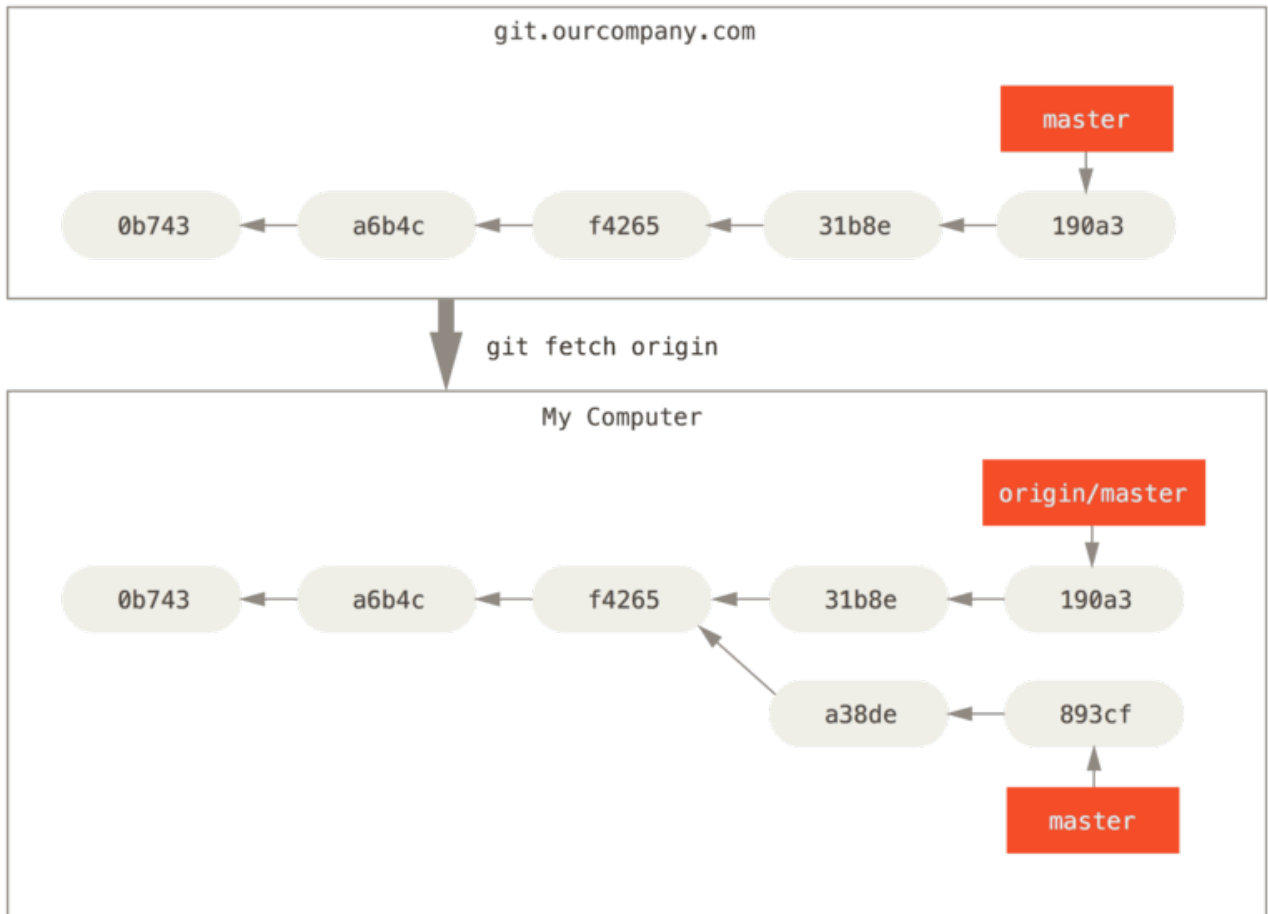 git.ourcompany.com
master
0b743 a6b4c f4265 31b8e 190a3
git fetch origin
My Computer
origin/master
0b743 a6b4c f4265 31b8e 190a3
a38de 893cf
master